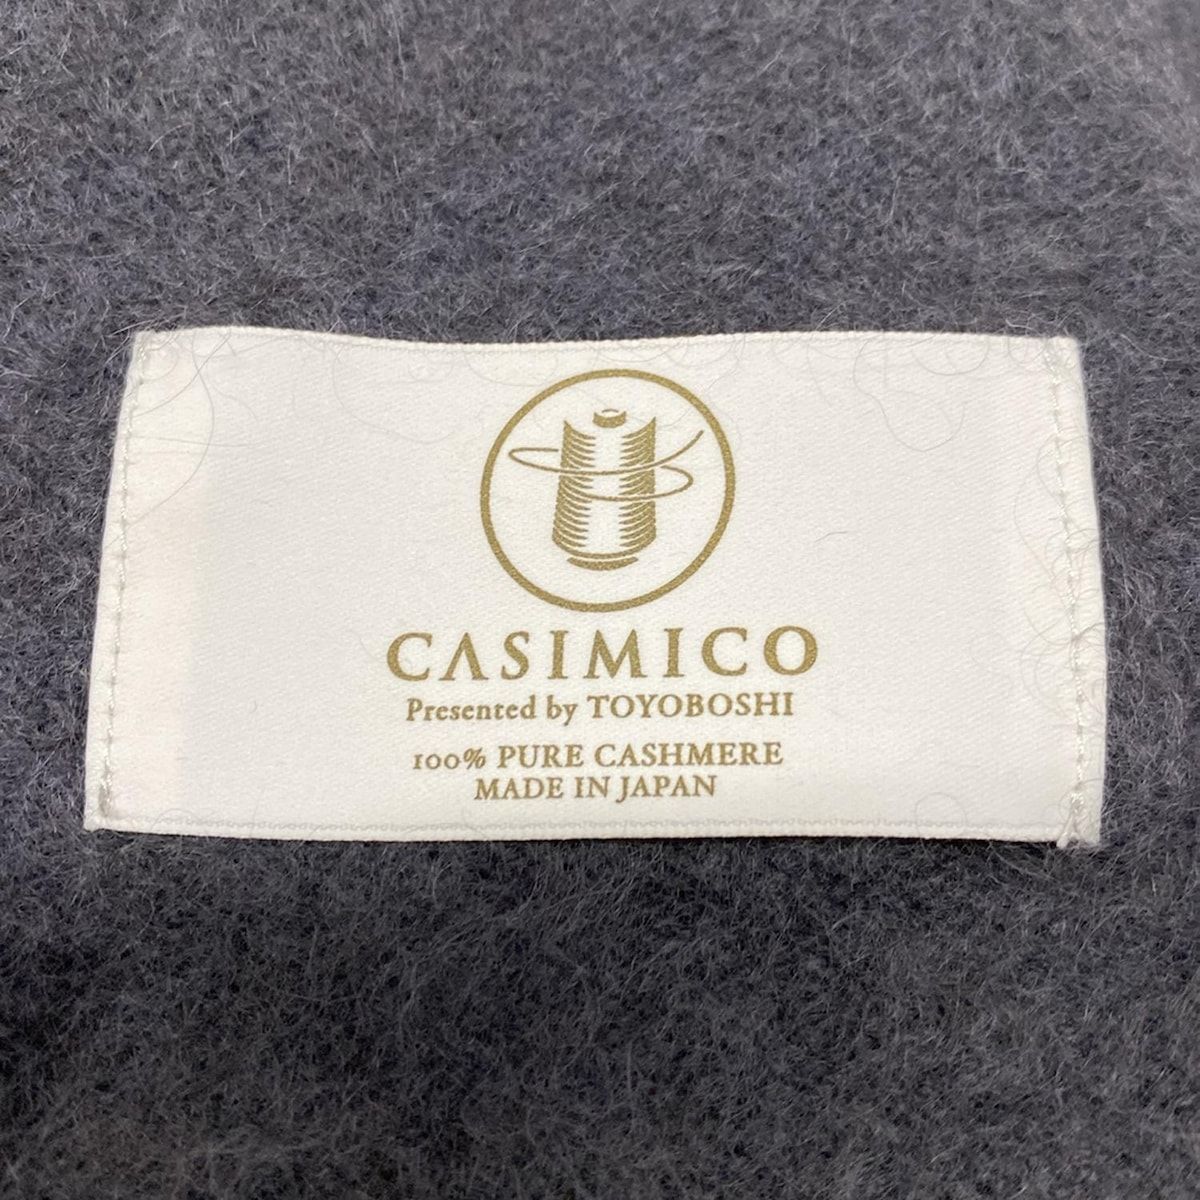 CASIMICO
Presented by TOYOBOSHI
100% PURE CASHMERE
MADE IN JAPAN